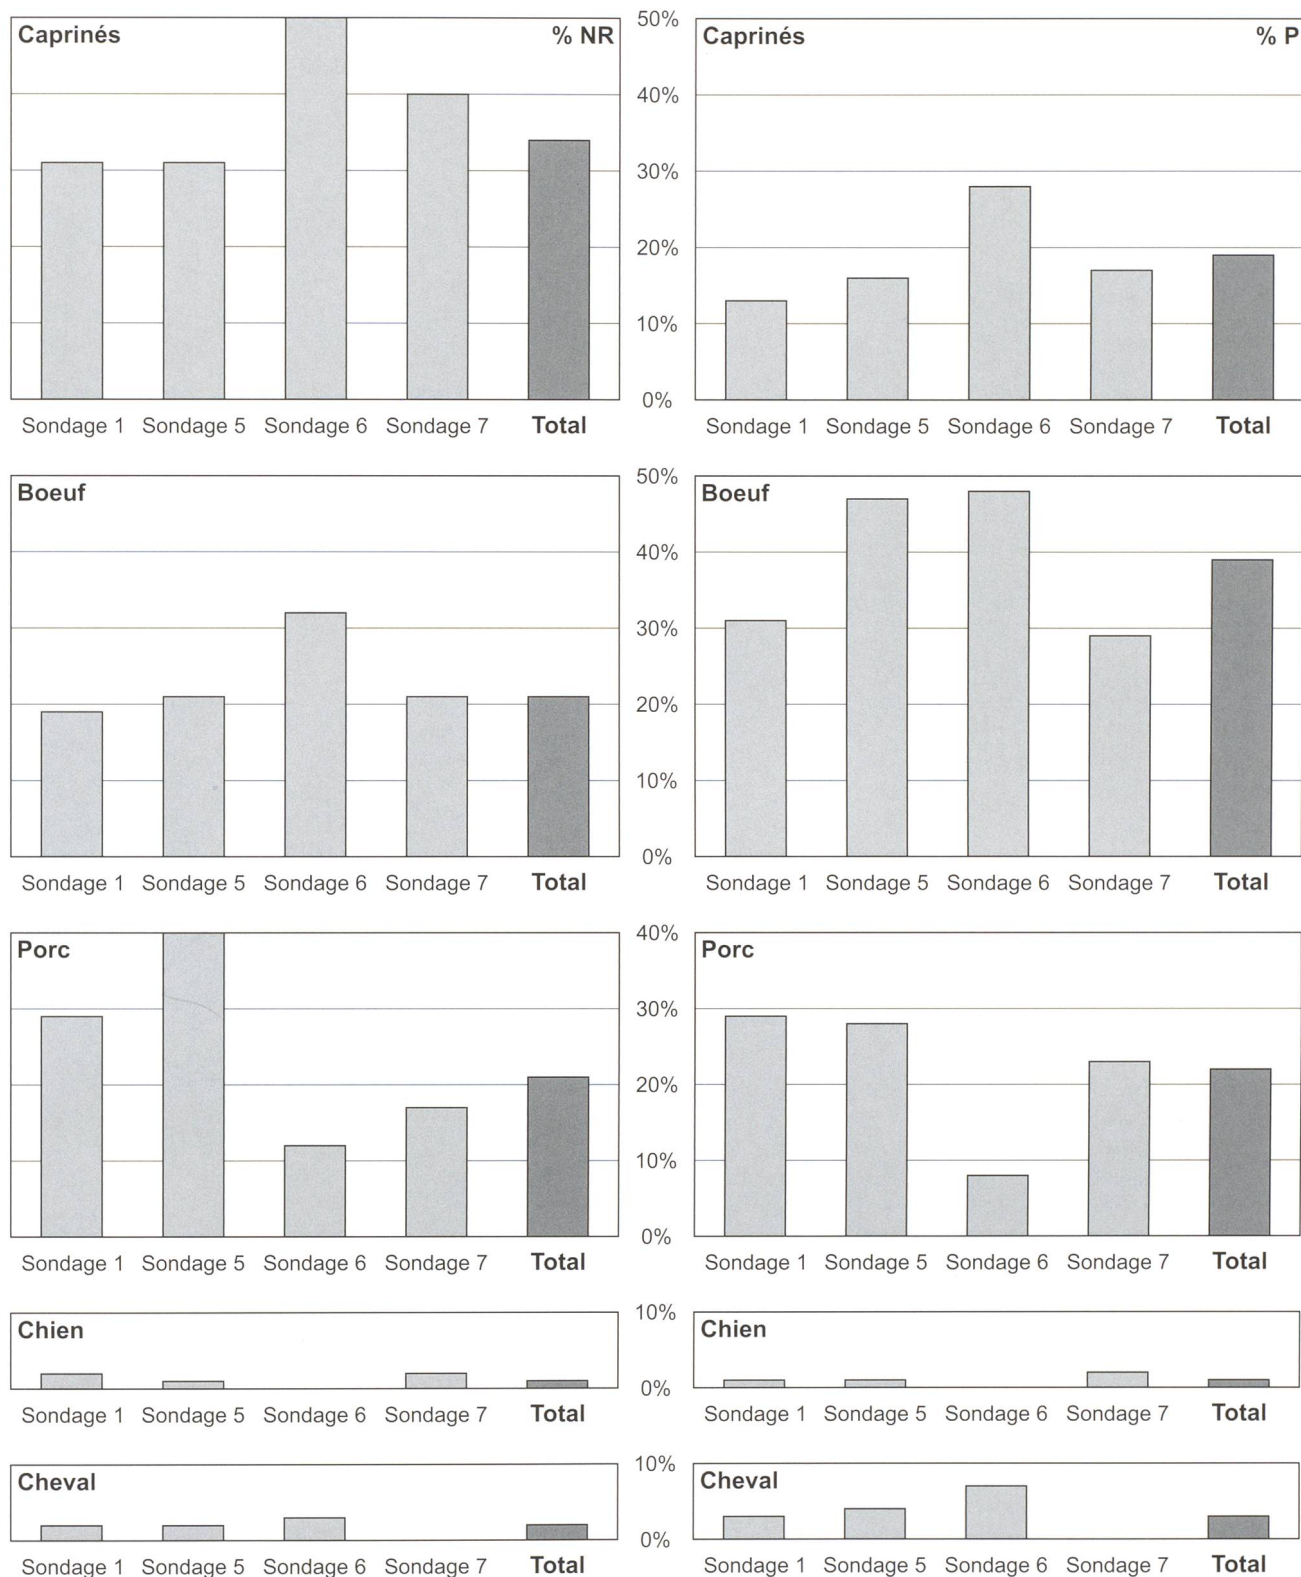 Caprinés % NR 50% Caprinés % P
40%
30%
20%
10%
0%
Sondage 1 Sondage 5 Sondage 6 Sondage 7 Total Sondage 1 Sondage 5 Sondage 6 Sondage 7 Total
Boeuf 50% Boeuf
40%
30%
20%
10%
0%
Sondage 1 Sondage 5 Sondage 6 Sondage 7 Total Sondage 1 Sondage 5 Sondage 6 Sondage 7 Total
Porc 40% Porc
30%
20%
10%
0%
Sondage 1 Sondage 5 Sondage 6 Sondage 7 Total Sondage 1 Sondage 5 Sondage 6 Sondage 7 Total
Chien 10% Chien
0%
Sondage 1 Sondage 5 Sondage 6 Sondage 7 Total Sondage 1 Sondage 5 Sondage 6 Sondage 7 Total
Cheval 10% Cheval
0%
Sondage 1 Sondage 5 Sondage 6 Sondage 7 Total Sondage 1 Sondage 5 Sondage 6 Sondage 7 Total